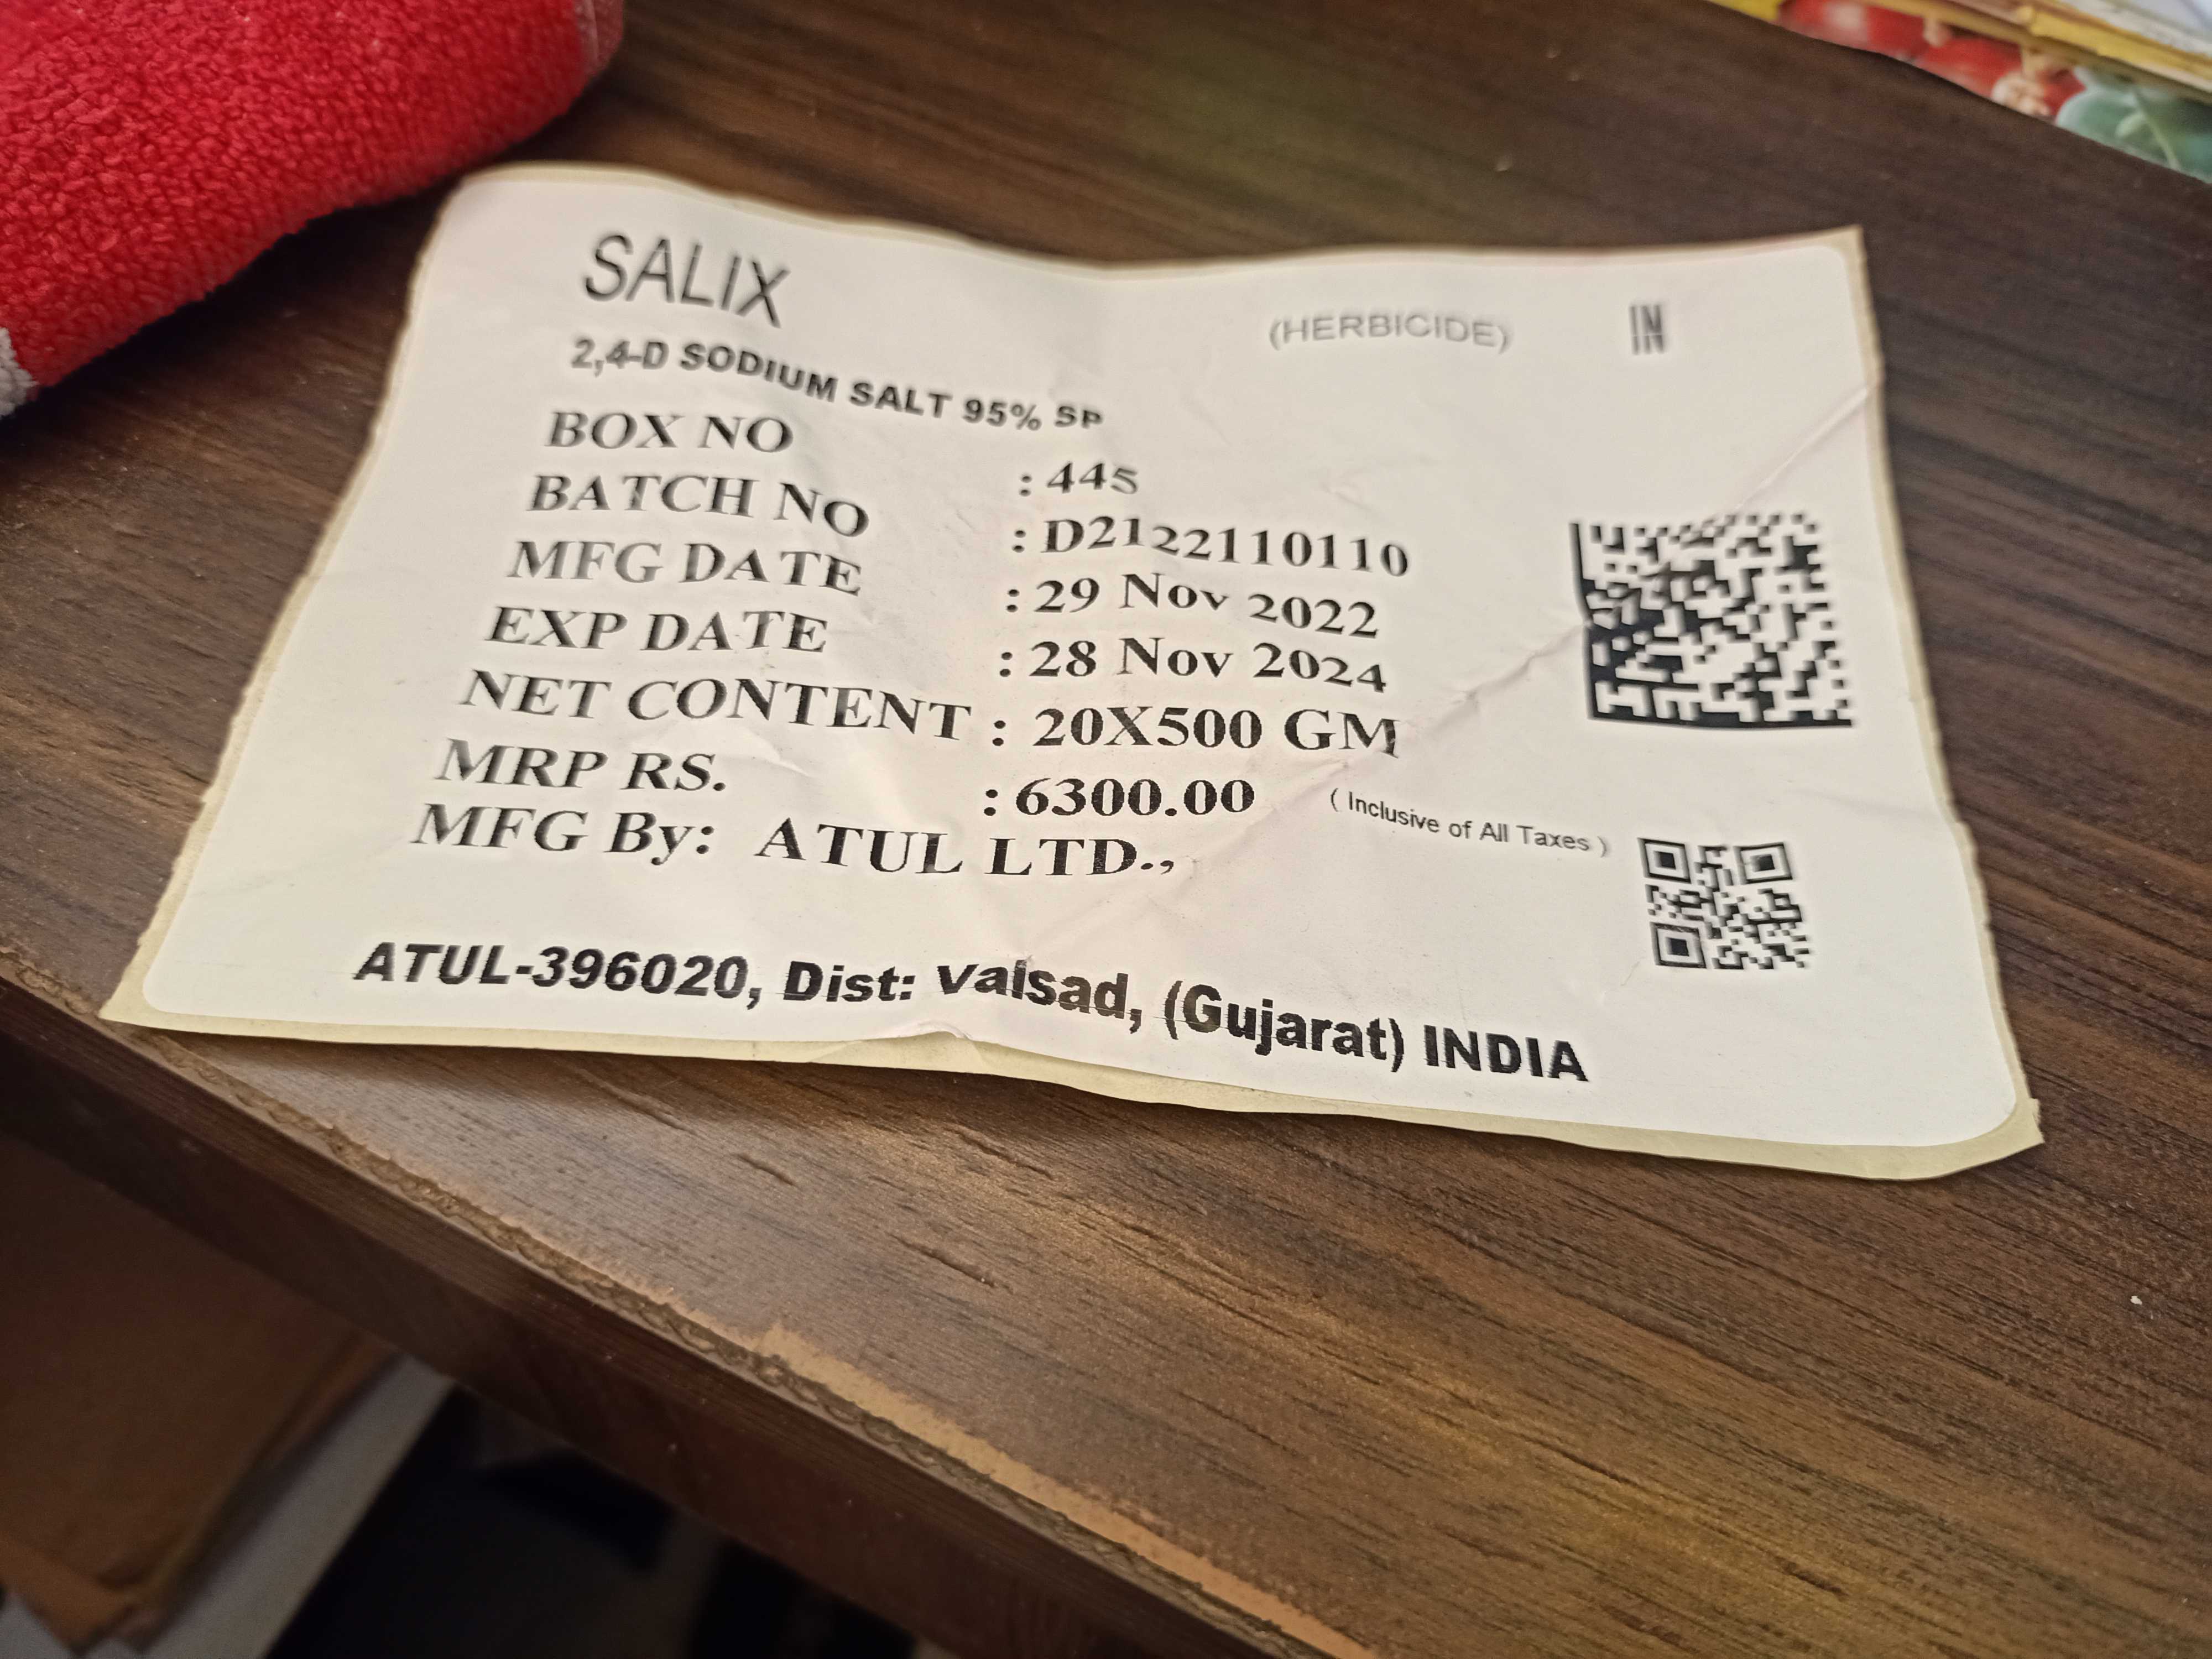 SALIX (HERBICIDE) IN
2,4-D SODIUM SALT 95% SP
BOX NO : 445
BATCH NO : D2122110110
MFG DATE : 29 Nov 2022
EXP DATE : 28 Nov 2024
NET CONTENT : 20X500 GM
MRP RS. : 6300.00 ( Inclusive of All Taxes )
MFG By: ATUL LTD.,
ATUL-396020, Dist: Valsad, (Gujarat) INDIA